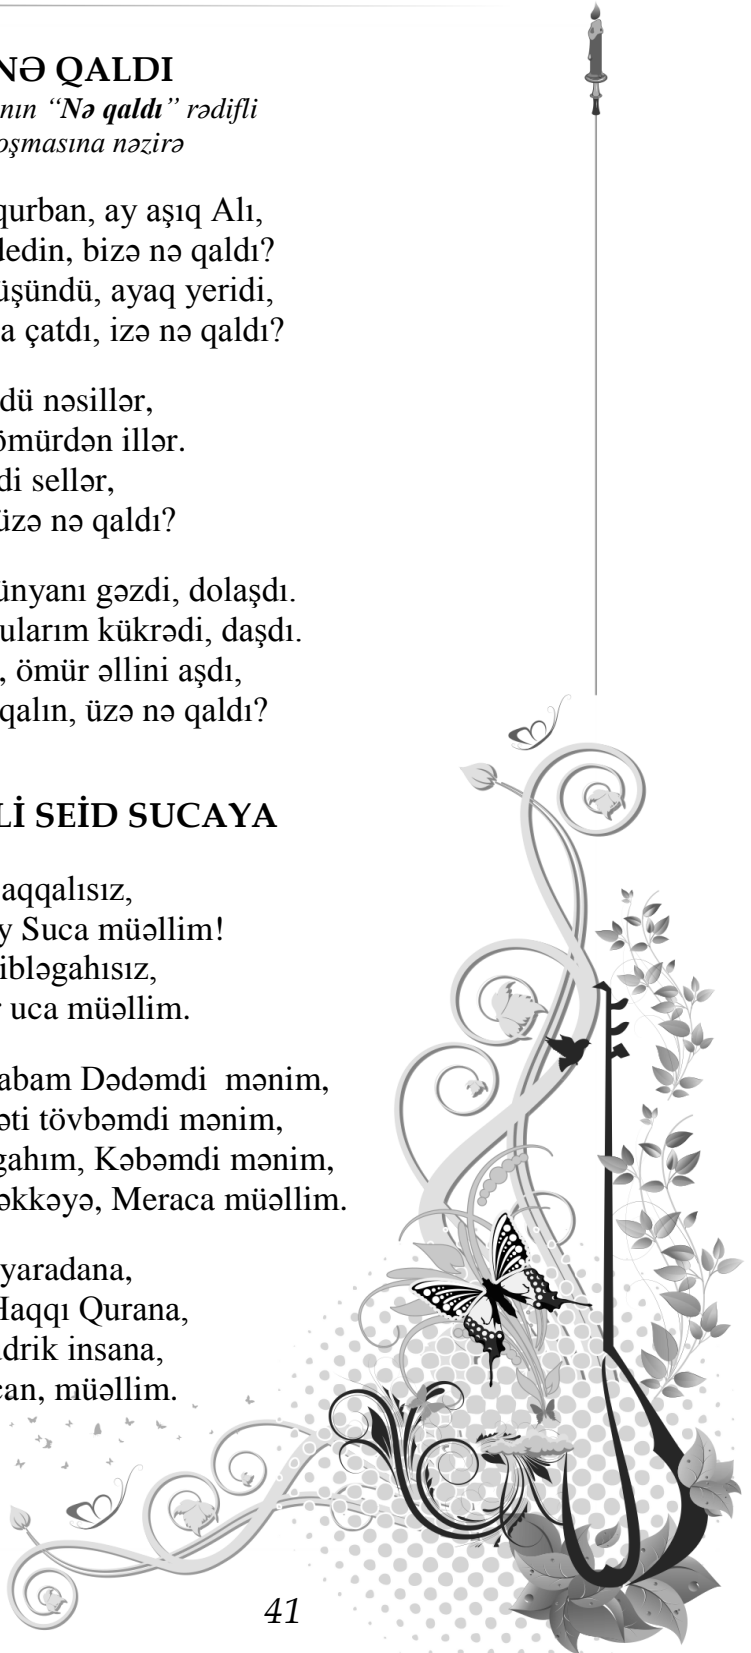 NƏ QALDI
nın “Nə qaldı” rədifli
oşmasına nəzirə
qurban, ay aşıq Alı,
dedin, bizə nə qaldı?
üşündü, ayaq yeridi,
a çatdı, izə nə qaldı?
dü nəsillər,
ömürdən illər.
di sellər,
üzə nə qaldı?
ünyanı gəzdi, dolaşdı.
ularım kükrədi, daşdı.
, ömür əllini aşdı,
qalın, üzə nə qaldı?
Lİ SEİD SUCAYA
aqqalısız,
y Suca müəllim!
ibləgahısız,
r uca müəllim.
abam Dədəmdi mənim,
əti tövbəmdi mənim,
gahım, Kəbəmdi mənim,
əkkəyə, Meraca müəllim.
yaradana,
Haqqı Qurana,
drik insana,
can, müəllim.
41